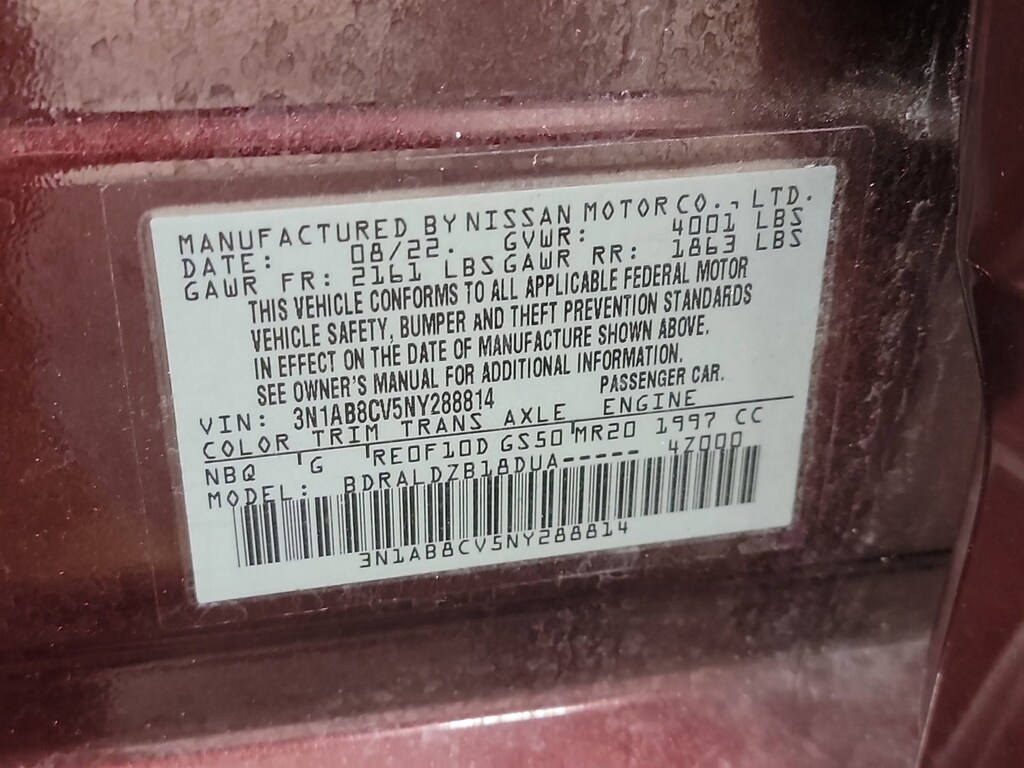 MANUFACTURED BY NISSAN MOTOR CO., LTD.
DATE: 08/22. GVWR: 4001 LBS
GAWR FR: 2161 LBS GAWR RR: 1863 LBS
THIS VEHICLE CONFORMS TO ALL APPLICABLE FEDERAL MOTOR
VEHICLE SAFETY, BUMPER AND THEFT PREVENTION STANDARDS
IN EFFECT ON THE DATE OF MANUFACTURE SHOWN ABOVE.
SEE OWNER'S MANUAL FOR ADDITIONAL INFORMATION.
VIN: 3N1AB8CV5NY288814 PASSENGER CAR.
COLOR TRIM TRANS AXLE ENGINE
NBQ G RE0F10D GS50 MR20 1997 CC
MODEL: BDRALDZB18DUA----- 4Z000
3N1AB8CV5NY288814